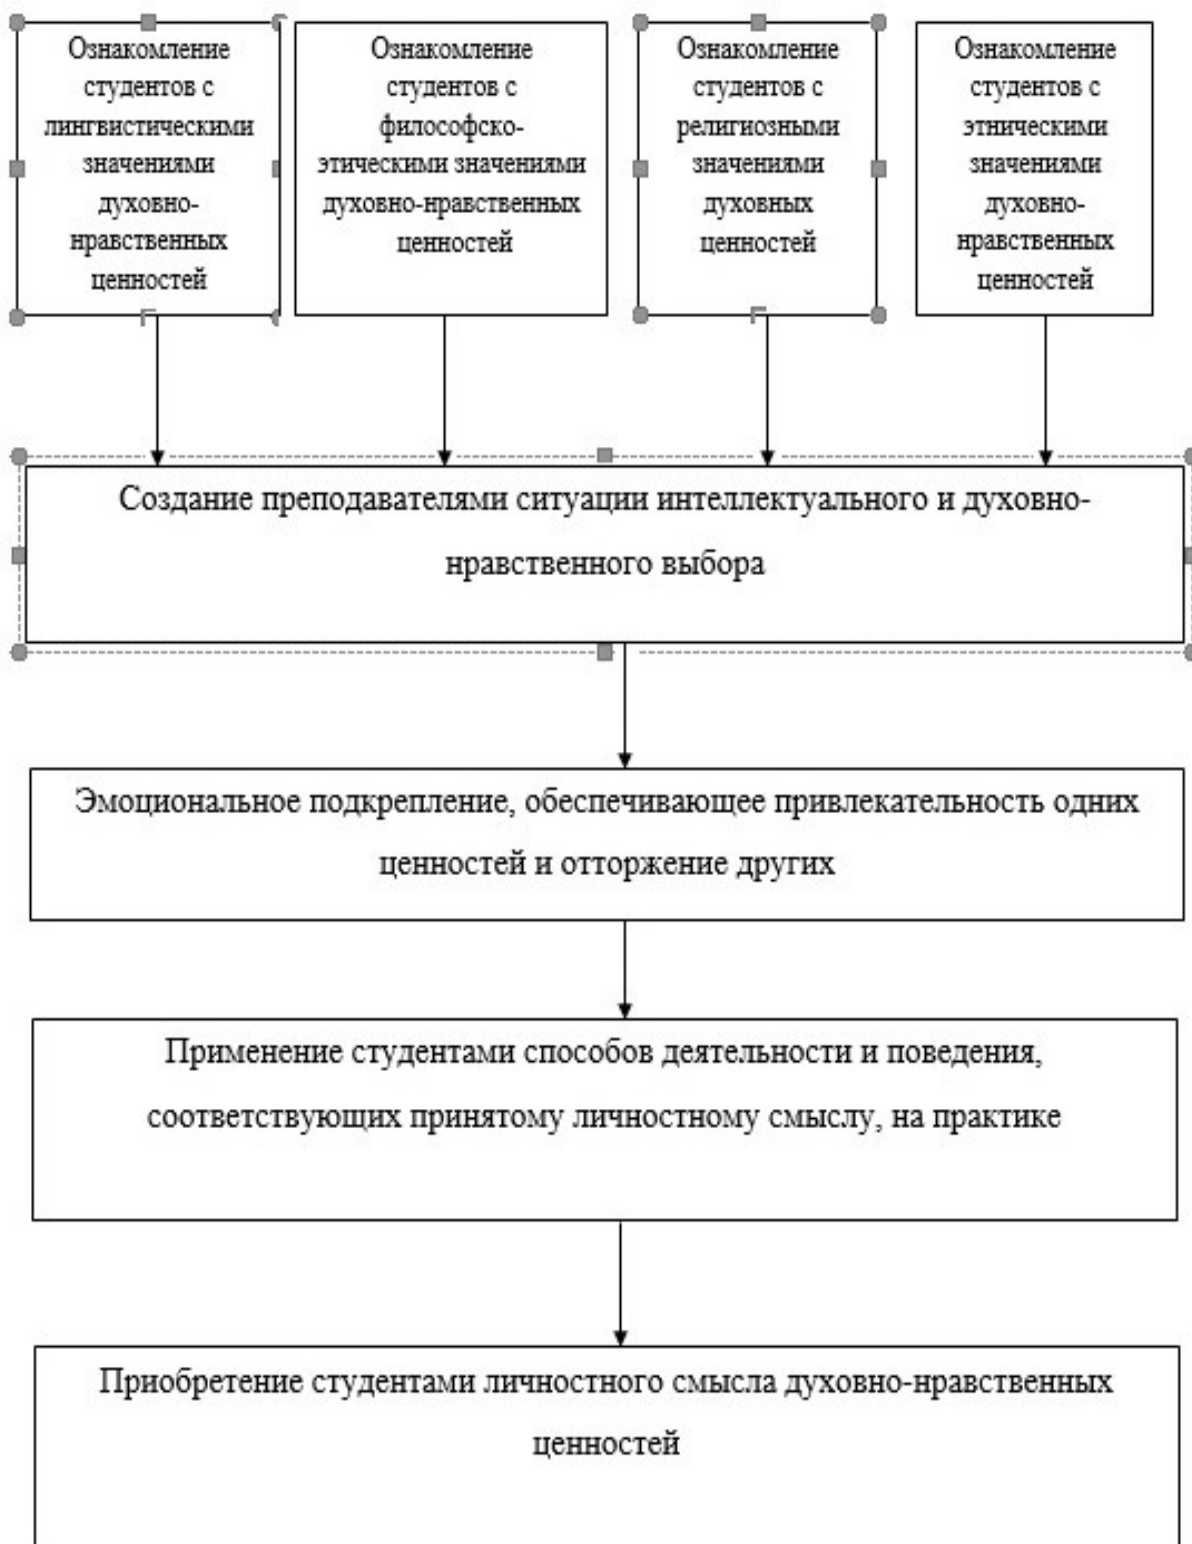 Ознакомление
студентов с
лингвистическими
значениями
духовно-
нравственных
ценностей
Ознакомление
студентов с
философско-
этическими значениями
духовно-нравственных
ценностей
Ознакомление
студентов с
религиозными
значениями
духовных
ценностей
Ознакомление
студентов с
этническими
значениями
духовно-
нравственных
ценностей
Создание преподавателями ситуации интеллектуального и духовно-
нравственного выбора
Эмоциональное подкрепление, обеспечивающее привлекательность одних
ценностей и отторжение других
Применение студентами способов деятельности и поведения,
соответствующих принятому личностному смыслу, на практике
Приобретение студентами личностного смысла духовно-нравственных
ценностей